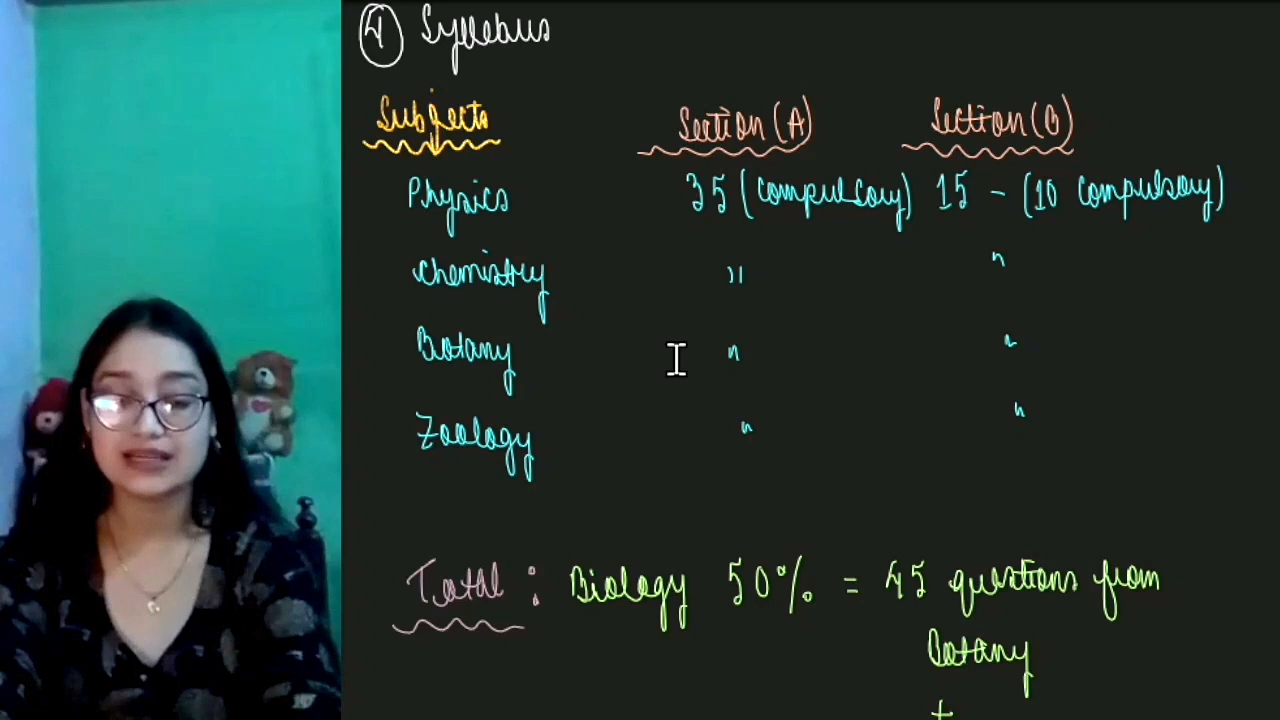 ④ Syllebus
Subjects Section(A) Section(B)
Physics 35 (compulsory) 15 - (10 compulsory)
Chemistry " "
Botany " "
Zoology " "
Total : Biology 50% = 45 questions from
Botany
+